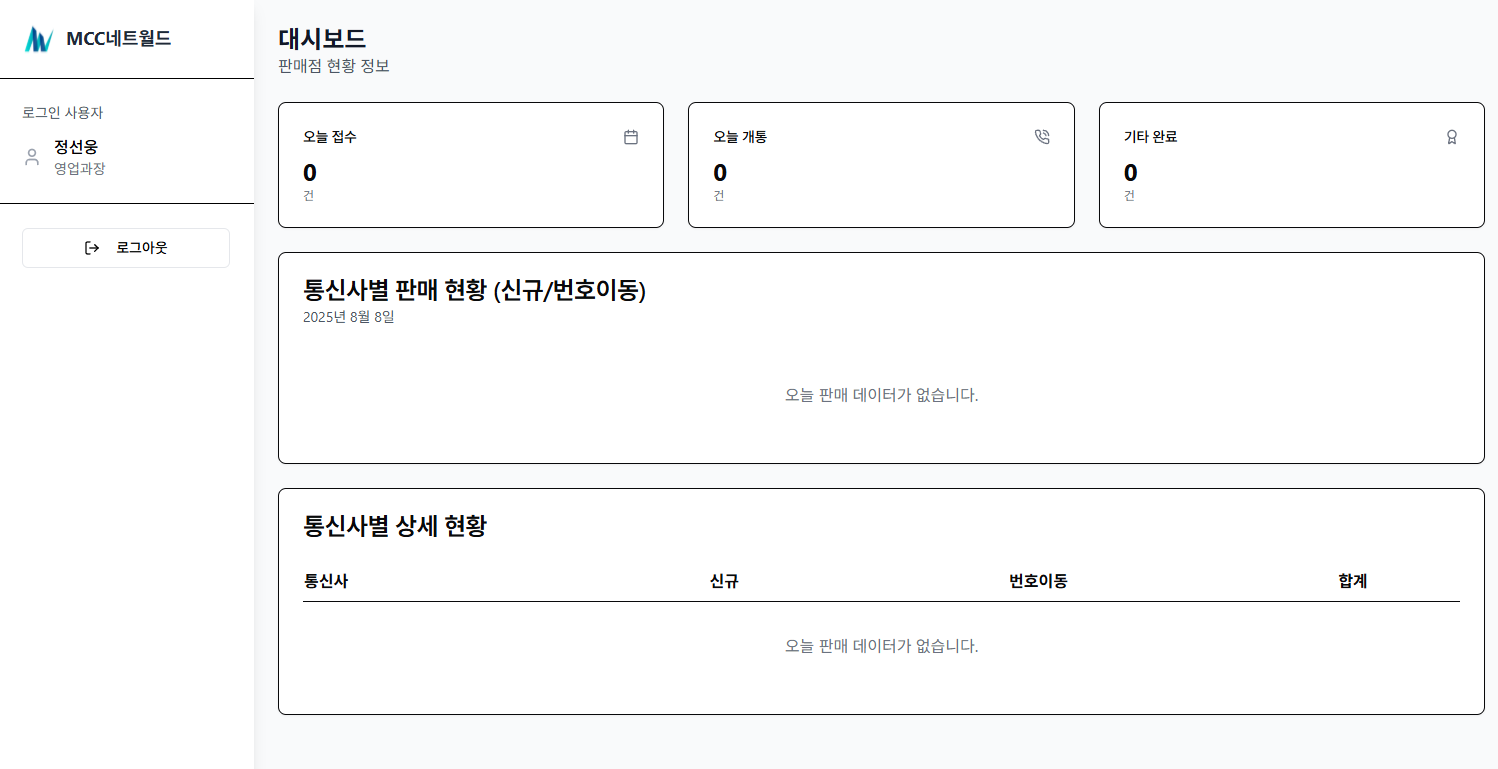 MCC네트월드
로그인 사용자
정선웅
영업과장
로그아웃
대시보드
판매점 현황 정보
오늘 접수
0
건
오늘 개통
0
건
기타 완료
0
건
통신사별 판매 현황 (신규/번호이동)
2025년 8월 8일
오늘 판매 데이터가 없습니다.
통신사별 상세 현황
통신사 신규 번호이동 합계
오늘 판매 데이터가 없습니다.